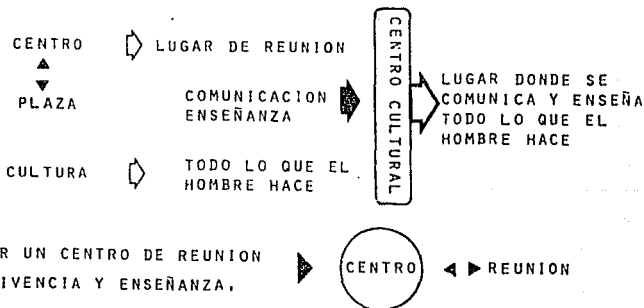 CENTRO
LUGAR DE REUNION
PLAZA
COMUNICACION
ENSEÑANZA
CULTURA
TODO LO QUE EL
HOMBRE HACE
CENTRO CULTURAL
LUGAR DONDE SE
COMUNICA Y ENSEÑA
TODO LO QUE EL
HOMBRE HACE
R UN CENTRO DE REUNION
IVENCIA Y ENSEÑANZA.
CENTRO
REUNION